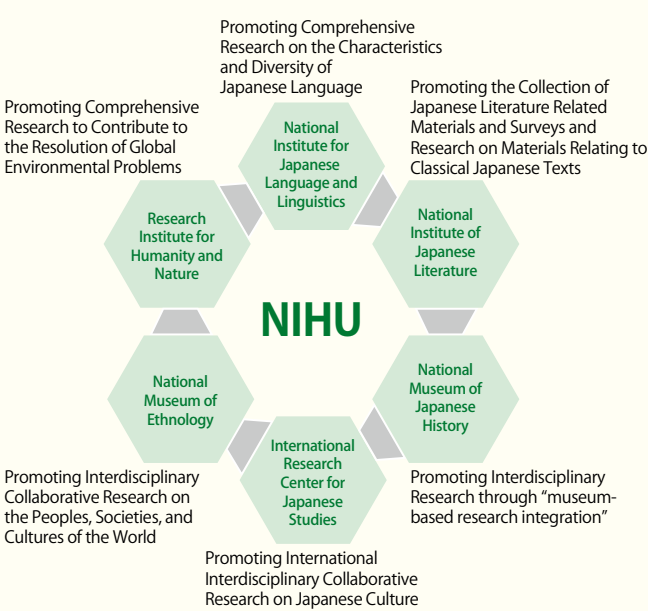 Promoting Comprehensive
Research on the Characteristics
and Diversity of
Japanese Language
National
Institute for
Japanese
Language and
Linguistics
Promoting the Collection of
Japanese Literature Related
Materials and Surveys and
Research on Materials Relating to
Classical Japanese Texts
National
Institute of
Japanese
Literature
Promoting Comprehensive
Research to Contribute to
the Resolution of Global
Environmental Problems
Research
Institute for
Humanity and
Nature
NIHU
National
Museum of
Ethnology
Promoting Interdisciplinary
Collaborative Research on
the Peoples, Societies, and
Cultures of the World
National
Museum of
Japanese
History
Promoting Interdisciplinary
Research through “museum-
based research integration”
International
Research
Center for
Japanese
Studies
Promoting International
Interdisciplinary Collaborative
Research on Japanese Culture